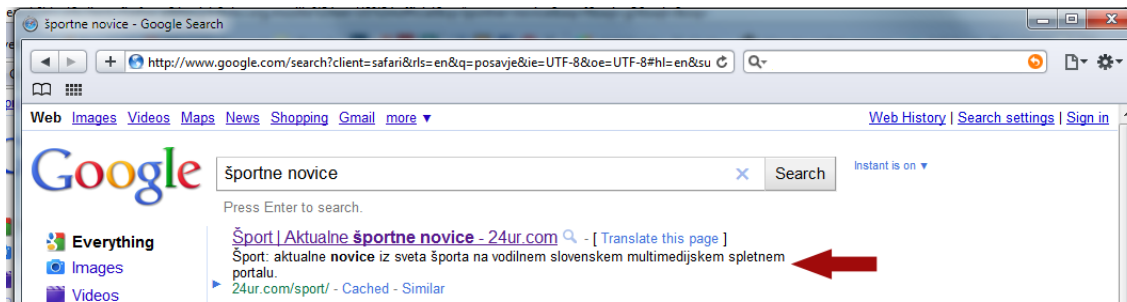 športne novice - Google Search
http://www.google.com/search?client=safari&rls=en&q=posavje&ie=UTF-8&oe=UTF-8#hl=en&su
Web Images Videos Maps News Shopping Gmail more ▼
Web History | Search settings | Sign in
Google
športne novice
Search
Instant is on ▼
Press Enter to search.
Everything
Images
Videos
Šport | Aktualne športne novice - 24ur.com - [ Translate this page ]
Šport: aktualne novice iz sveta športa na vodilnem slovenskem multimedijskem spletnem
portalu.
24ur.com/sport/ - Cached - Similar